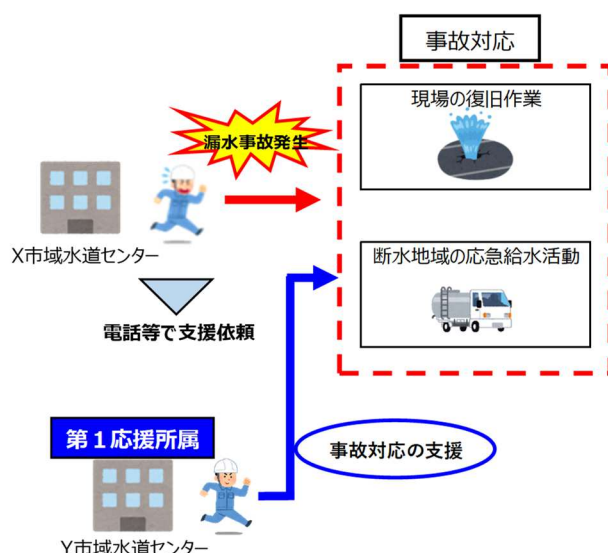 事故対応
現場の復旧作業
漏水事故発生
X市域水道センター
断水地域の応急給水活動
電話等で支援依頼
第1応援所属
事故対応の支援
Y市域水道センター